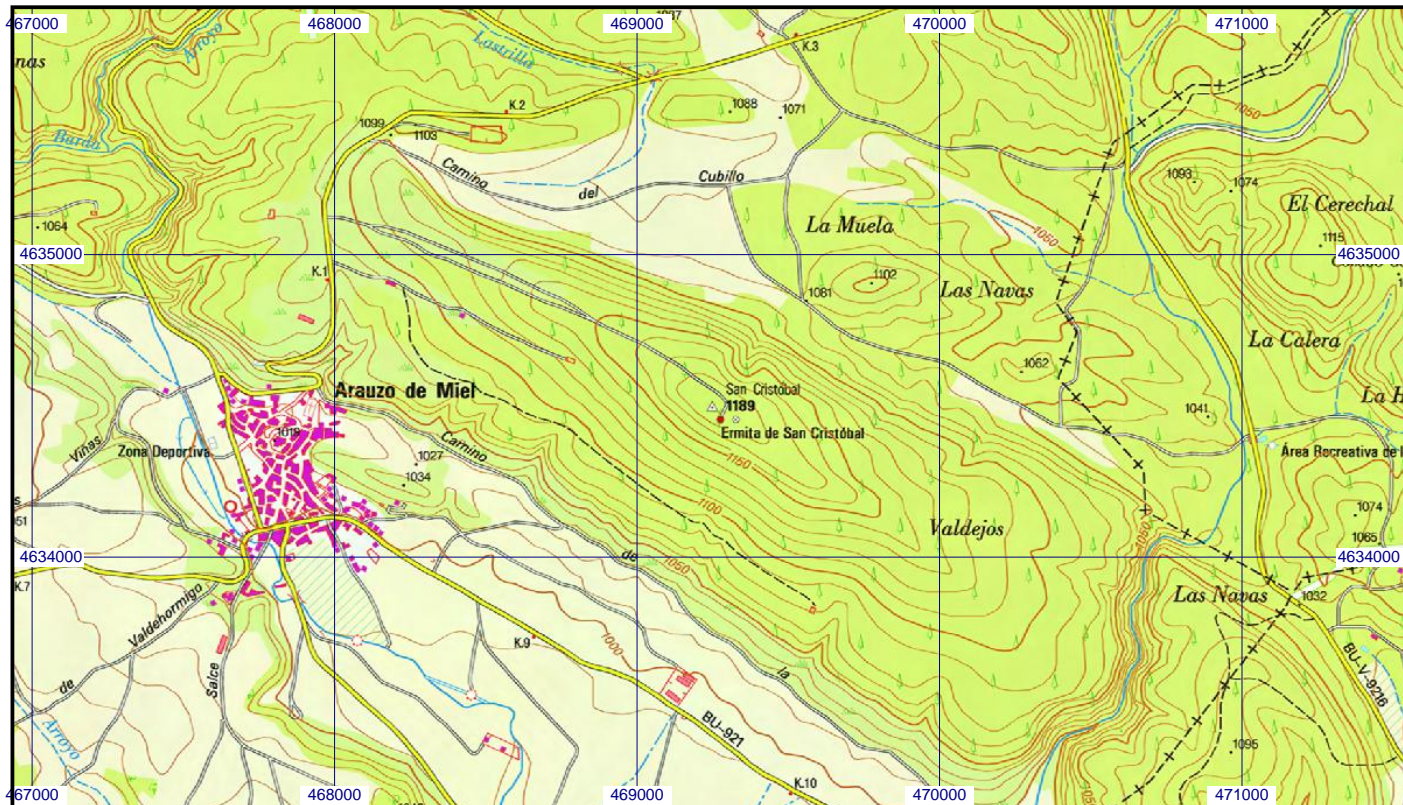 467000 468000 469000 470000 471000
Arroyo
Lastrilla
K.3
nas
1088
1071
K.2
1050
1099
1103
Burda
Camino del Cubillo
1093
1074
El Cerechal
1064
La Muela
1050
1115
4635000
4635000
K.1
1102
1081
Las Navas
La Calera
1062
San Cristóbal
1189
Ermita de San Cristóbal
Arauzo de Miel
La H
1041
1018
Camino de la
Viñas
Zona Deportiva
1027
1034
1150
Área Recreativa de l
1100
1074
Valdejos
1065
1050
4634000
4634000
1050
K.7
Valdehormigo
de
Las Navas
1032
K.9
1000
Salce
BU-V-9216
BU-921
Arroyo
1095
K.10
467000 468000 469000 470000 471000